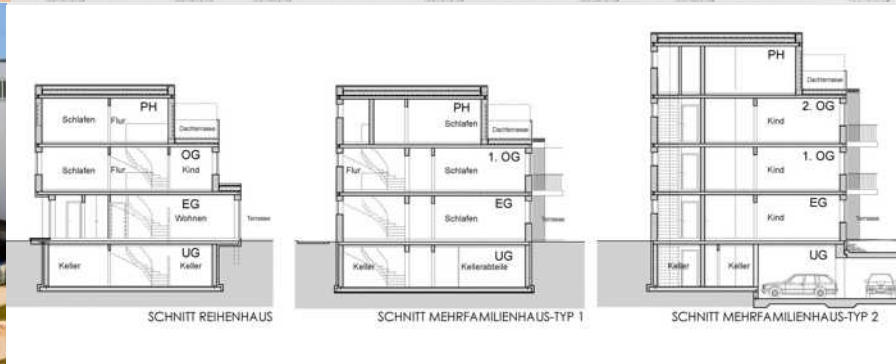 PH
Schlafen
Flur
Dachterrasse
OG
Schlafen
Flur
Kind
EG
Wohnen
Terrasse
UG
Keller
Keller
SCHNITT REIHENHAUS
PH
Schlafen
Dachterrasse
1. OG
Flur
Schlafen
EG
Schlafen
Terrasse
UG
Keller
Kellerabteile
SCHNITT MEHRFAMILIENHAUS-TYP 1
PH
Dachterrasse
2. OG
Kind
1. OG
Kind
EG
Kind
Terrasse
UG
Keller
Keller
SCHNITT MEHRFAMILIENHAUS-TYP 2